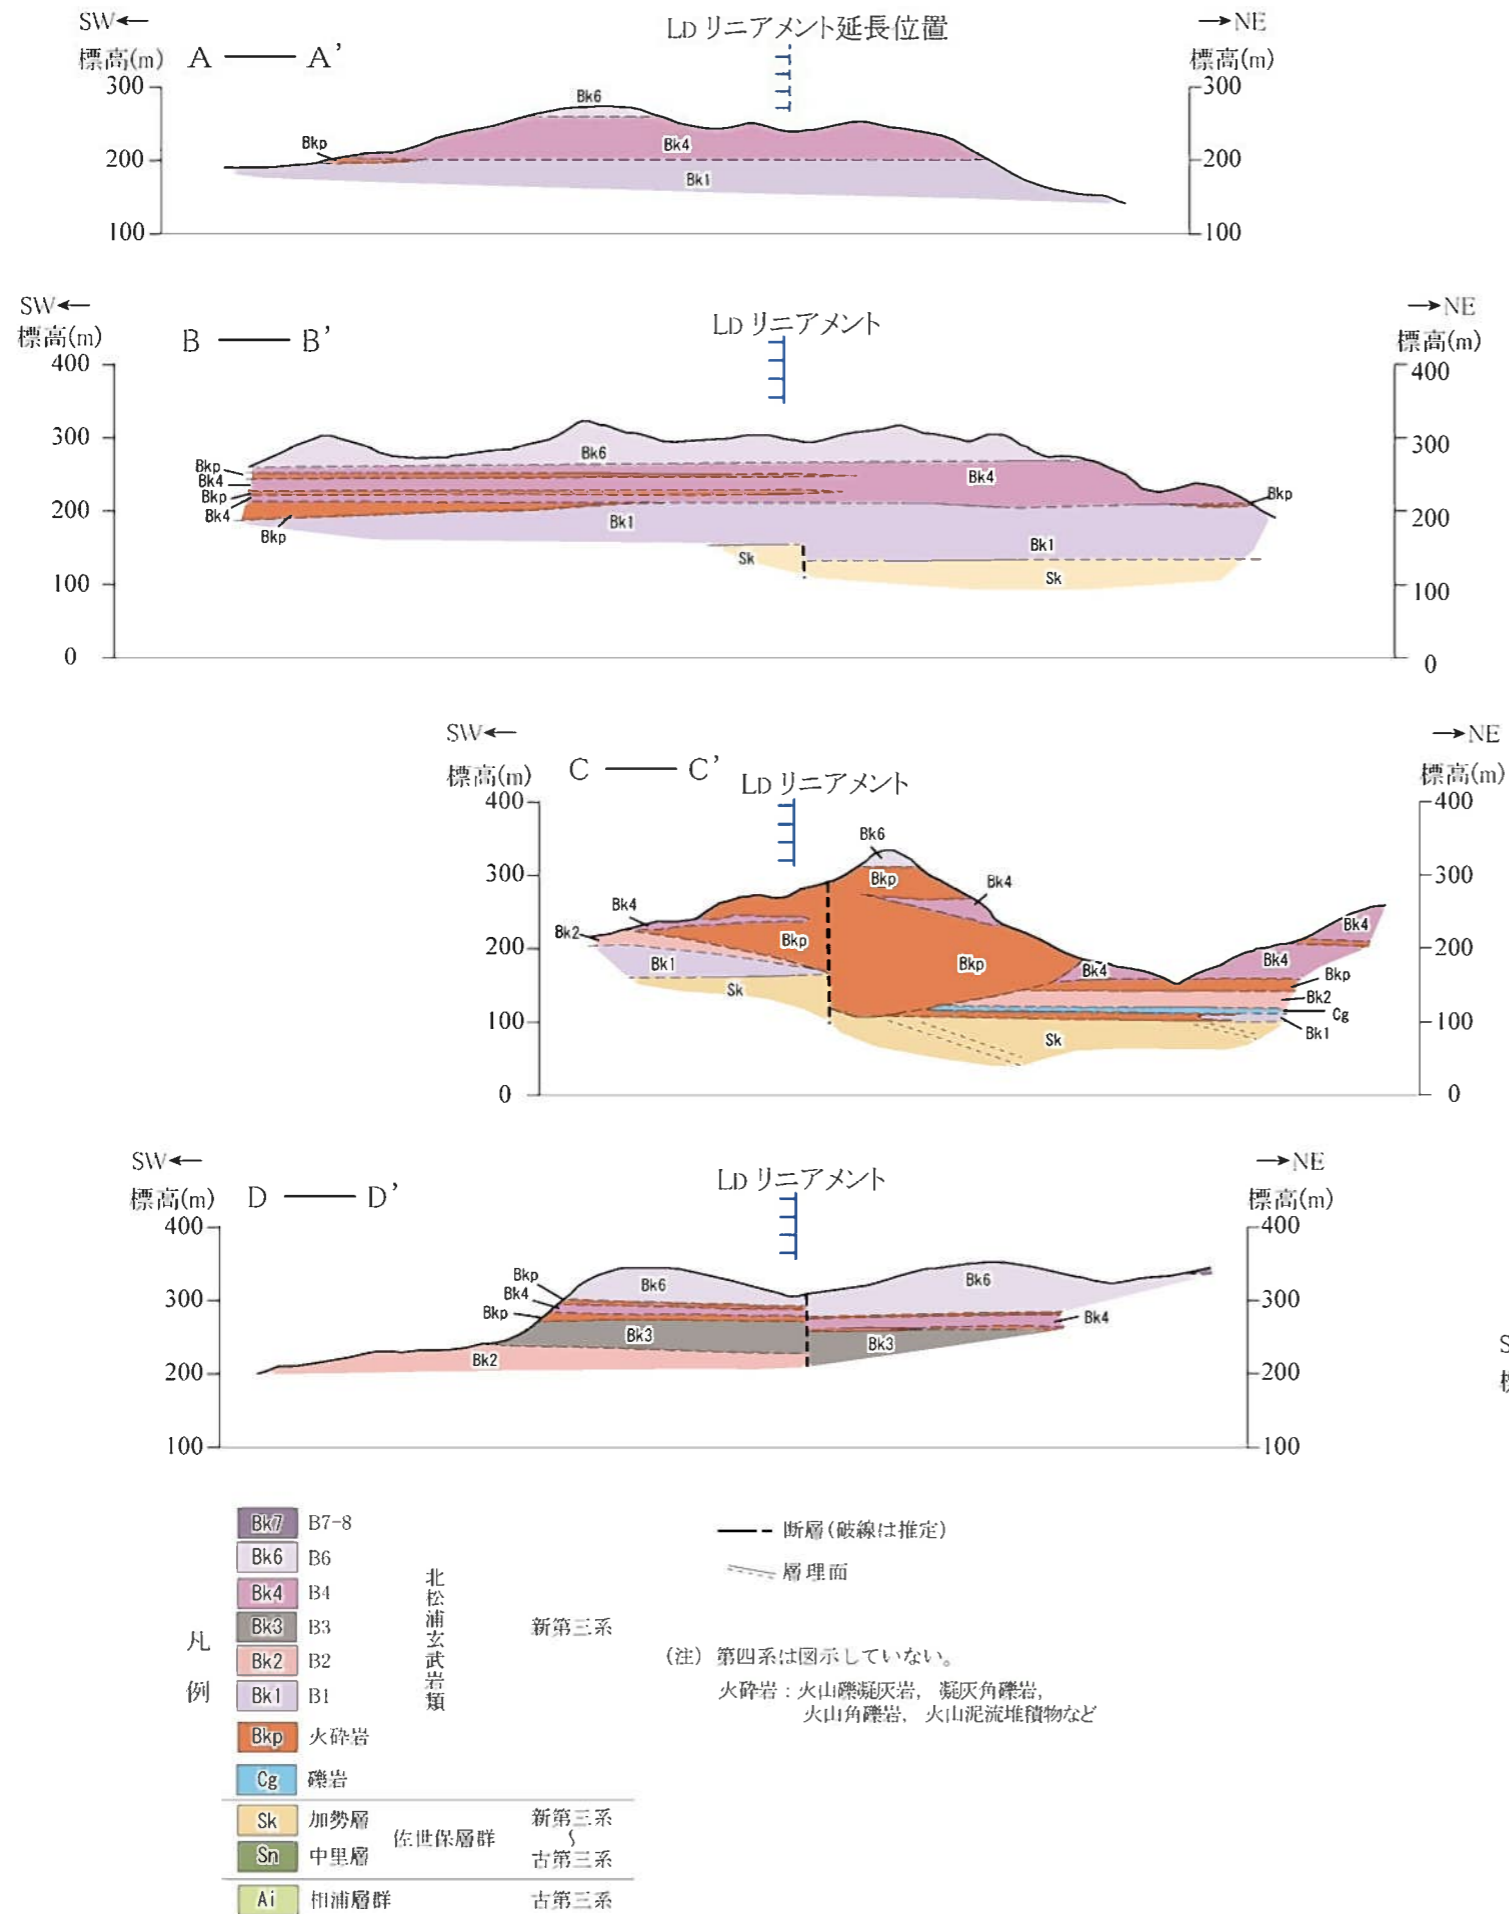 SW← LD リニアメント延長位置 →NE
標高(m) A — A' 標高(m)
300 Bk6 300
Bkp Bk4
200 200
Bk1
100 100
SW← LD リニアメント →NE
標高(m) B — B' 標高(m)
400 400
300 300
Bkp Bk6
Bk4 Bk4
Bkp Bkp
200 200
Bk4 Bk1
Bkp Bk1
Sk Sk
100 100
0 0
SW← →NE
標高(m) C — C' LD リニアメント 標高(m)
400 400
Bk6
300 Bkp 300
Bk4 Bk4
Bk2 Bkp Bk4
200 200
Bk1 Bkp Bk4 Bk4
Bkp
Sk Bk2
Cg
100 100
Sk Bk1
0 0
SW← LD リニアメント →NE
標高(m) D — D' 標高(m)
400 400
Bkp Bk6 Bk6
Bk4
300 300
Bkp Bk4
Bk3 Bk3
Bk2
200 200
100 100
S
凡例
Bk7 B7-8
Bk6 B6
Bk4 B4
Bk3 B3
Bk2 B2
Bk1 B1
北松浦玄武岩類
新第三系
Bkp 火砕岩
Cg 礫岩
Sk 加勢層
Sn 中里層
佐世保層群
新第三系
〜
古第三系
Ai 相浦層群 古第三系
断層(破線は推定)
層理面
(注) 第四系は図示していない。
火砕岩：火山礫凝灰岩, 凝灰角礫岩,
火山角礫岩, 火山泥流堆積物など